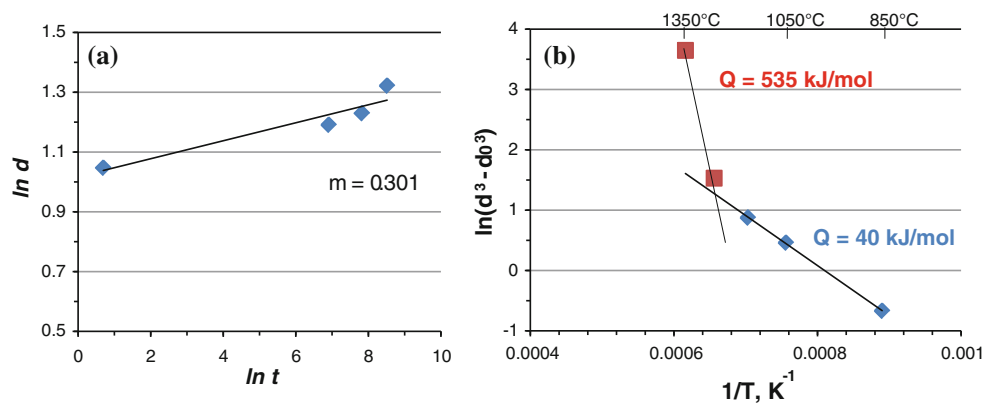 (a)
ln d
1.5
1.3
1.1
0.9
0.7
0.5
m = 0.301
0 2 4 6 8 10
ln t
1350°C 1050°C 850°C
(b)
ln(d³ - d0³)
4
3
2
1
0
-1
Q = 535 kJ/mol
Q = 40 kJ/mol
0.0004 0.0006 0.0008 0.001
1/T, K⁻¹